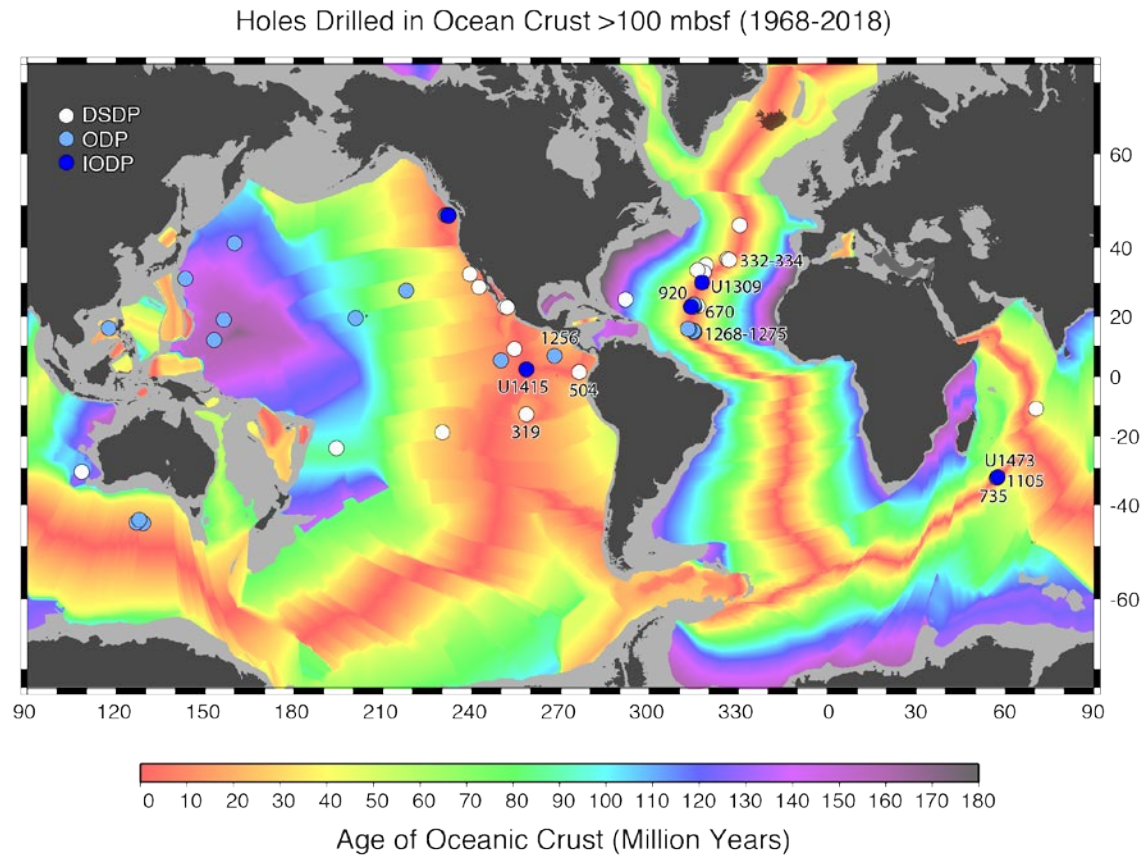 Holes Drilled in Ocean Crust >100 mbsf (1968-2018)
DSDP
ODP
IODP
60
40
20
0
-20
-40
-60
332-334
U1309
920
670
1268-1275
1256
U1415
504
319
U1473
1105
735
90 120 150 180 210 240 270 300 330 0 30 60 90
0 10 20 30 40 50 60 70 80 90 100 110 120 130 140 150 160 170 180
Age of Oceanic Crust (Million Years)